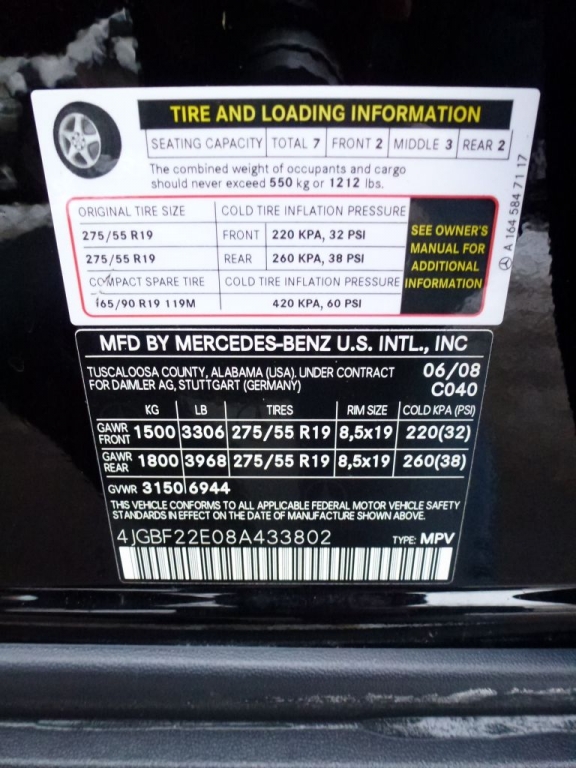 TIRE AND LOADING INFORMATION
SEATING CAPACITY TOTAL 7 FRONT 2 MIDDLE 3 REAR 2
The combined weight of occupants and cargo
should never exceed 550 kg or 1212 lbs.
ORIGINAL TIRE SIZE COLD TIRE INFLATION PRESSURE
275/55 R19 FRONT 220 KPA, 32 PSI
275/55 R19 REAR 260 KPA, 38 PSI
COMPACT SPARE TIRE COLD TIRE INFLATION PRESSURE
165/90 R19 119M 420 KPA, 60 PSI
SEE OWNER'S
MANUAL FOR
ADDITIONAL
INFORMATION
A 164 584 71 17
MFD BY MERCEDES-BENZ U.S. INTL., INC
TUSCALOOSA COUNTY, ALABAMA (USA). UNDER CONTRACT 06/08
FOR DAIMLER AG, STUTTGART (GERMANY) C040
KG LB TIRES RIM SIZE COLD KPA (PSI)
GAWR FRONT 1500 3306 275/55 R19 8,5x19 220(32)
GAWR REAR 1800 3968 275/55 R19 8,5x19 260(38)
GVWR 3150 6944
THIS VEHICLE CONFORMS TO ALL APPLICABLE FEDERAL MOTOR VEHICLE SAFETY
STANDARDS IN EFFECT ON THE DATE OF MANUFACTURE SHOWN ABOVE.
4JGBF22E08A433802 TYPE: MPV